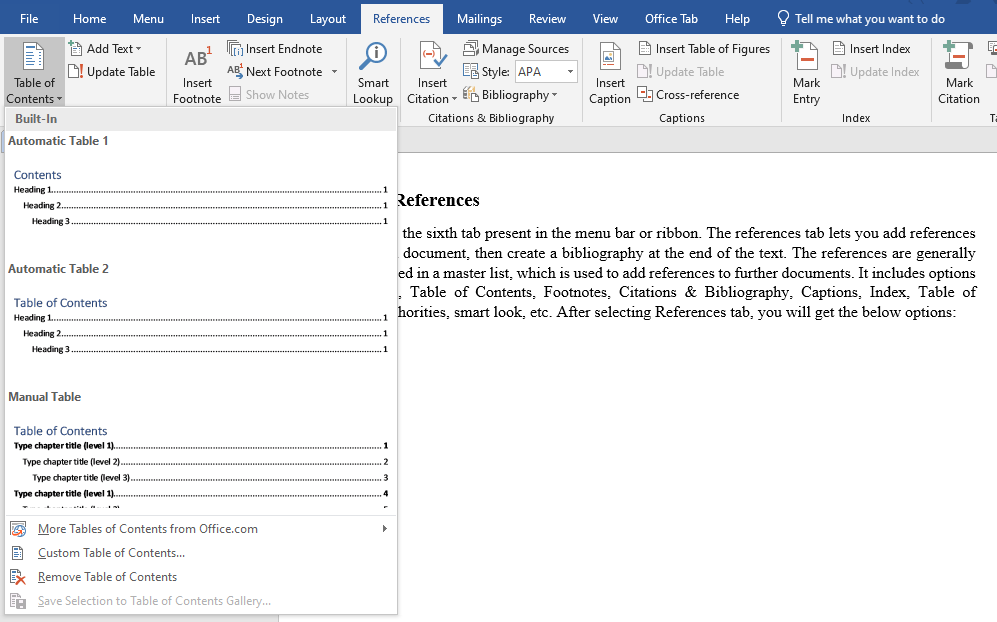 File Home Menu Insert Design Layout References Mailings Review View Office Tab Help Tell me what you want to do
Table of Contents
Add Text
Update Table
AB1
Insert Footnote
Insert Endnote
AB1 Next Footnote
Show Notes
Smart Lookup
Insert Citation
Manage Sources
Style: APA
Bibliography
Citations & Bibliography
Insert Caption
Insert Table of Figures
Update Table
Cross-reference
Captions
Mark Entry
Insert Index
Update Index
Index
Mark Citation
Built-In
Automatic Table 1
Contents
Heading 1 1
Heading 2 1
Heading 3 1
Automatic Table 2
Table of Contents
Heading 1 1
Heading 2 1
Heading 3 1
Manual Table
Table of Contents
Type chapter title (level 1) 1
Type chapter title (level 2) 2
Type chapter title (level 3) 3
Type chapter title (level 1) 4
More Tables of Contents from Office.com
Custom Table of Contents...
Remove Table of Contents
Save Selection to Table of Contents Gallery...
References
the sixth tab present in the menu bar or ribbon. The references tab lets you add references
document, then create a bibliography at the end of the text. The references are generally
ed in a master list, which is used to add references to further documents. It includes options
, Table of Contents, Footnotes, Citations & Bibliography, Captions, Index, Table of
horities, smart look, etc. After selecting References tab, you will get the below options: